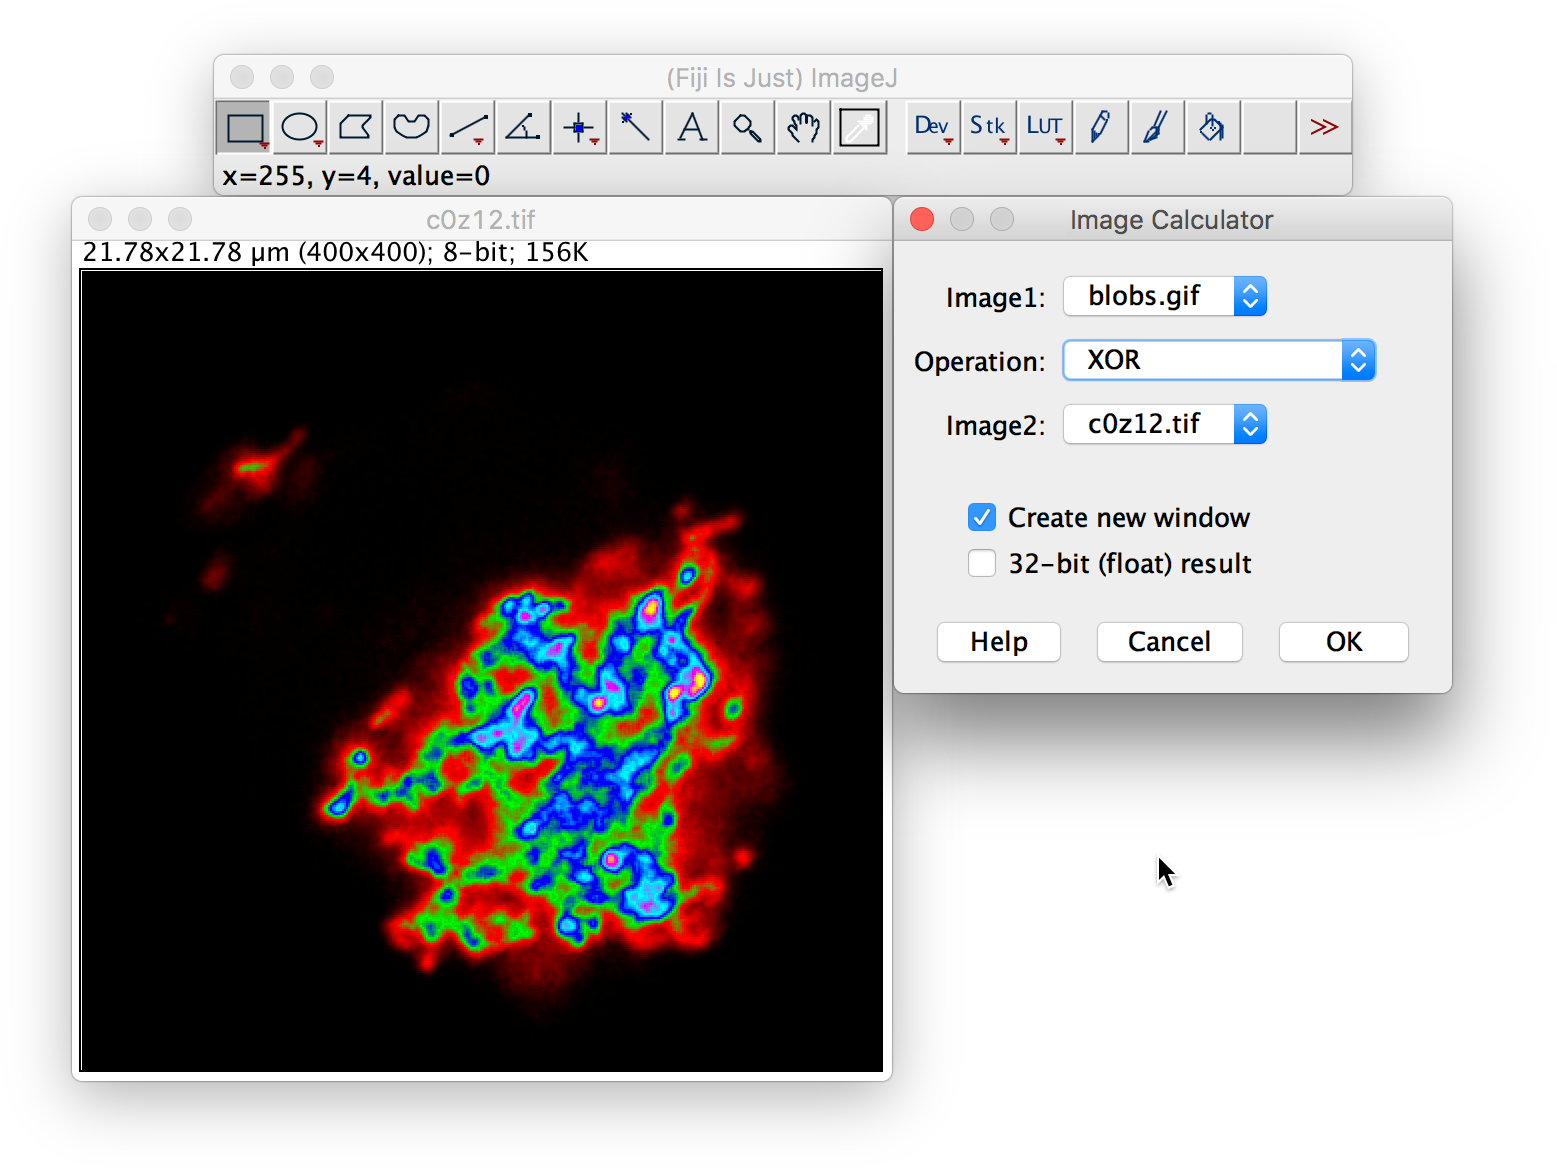 (Fiji Is Just) ImageJ
A Dev Stk LUT >>
x=255, y=4, value=0
c0z12.tif
21.78x21.78 µm (400x400); 8-bit; 156K
Image Calculator
Image1: blobs.gif
Operation: XOR
Image2: c0z12.tif
Create new window
32-bit (float) result
Help Cancel OK